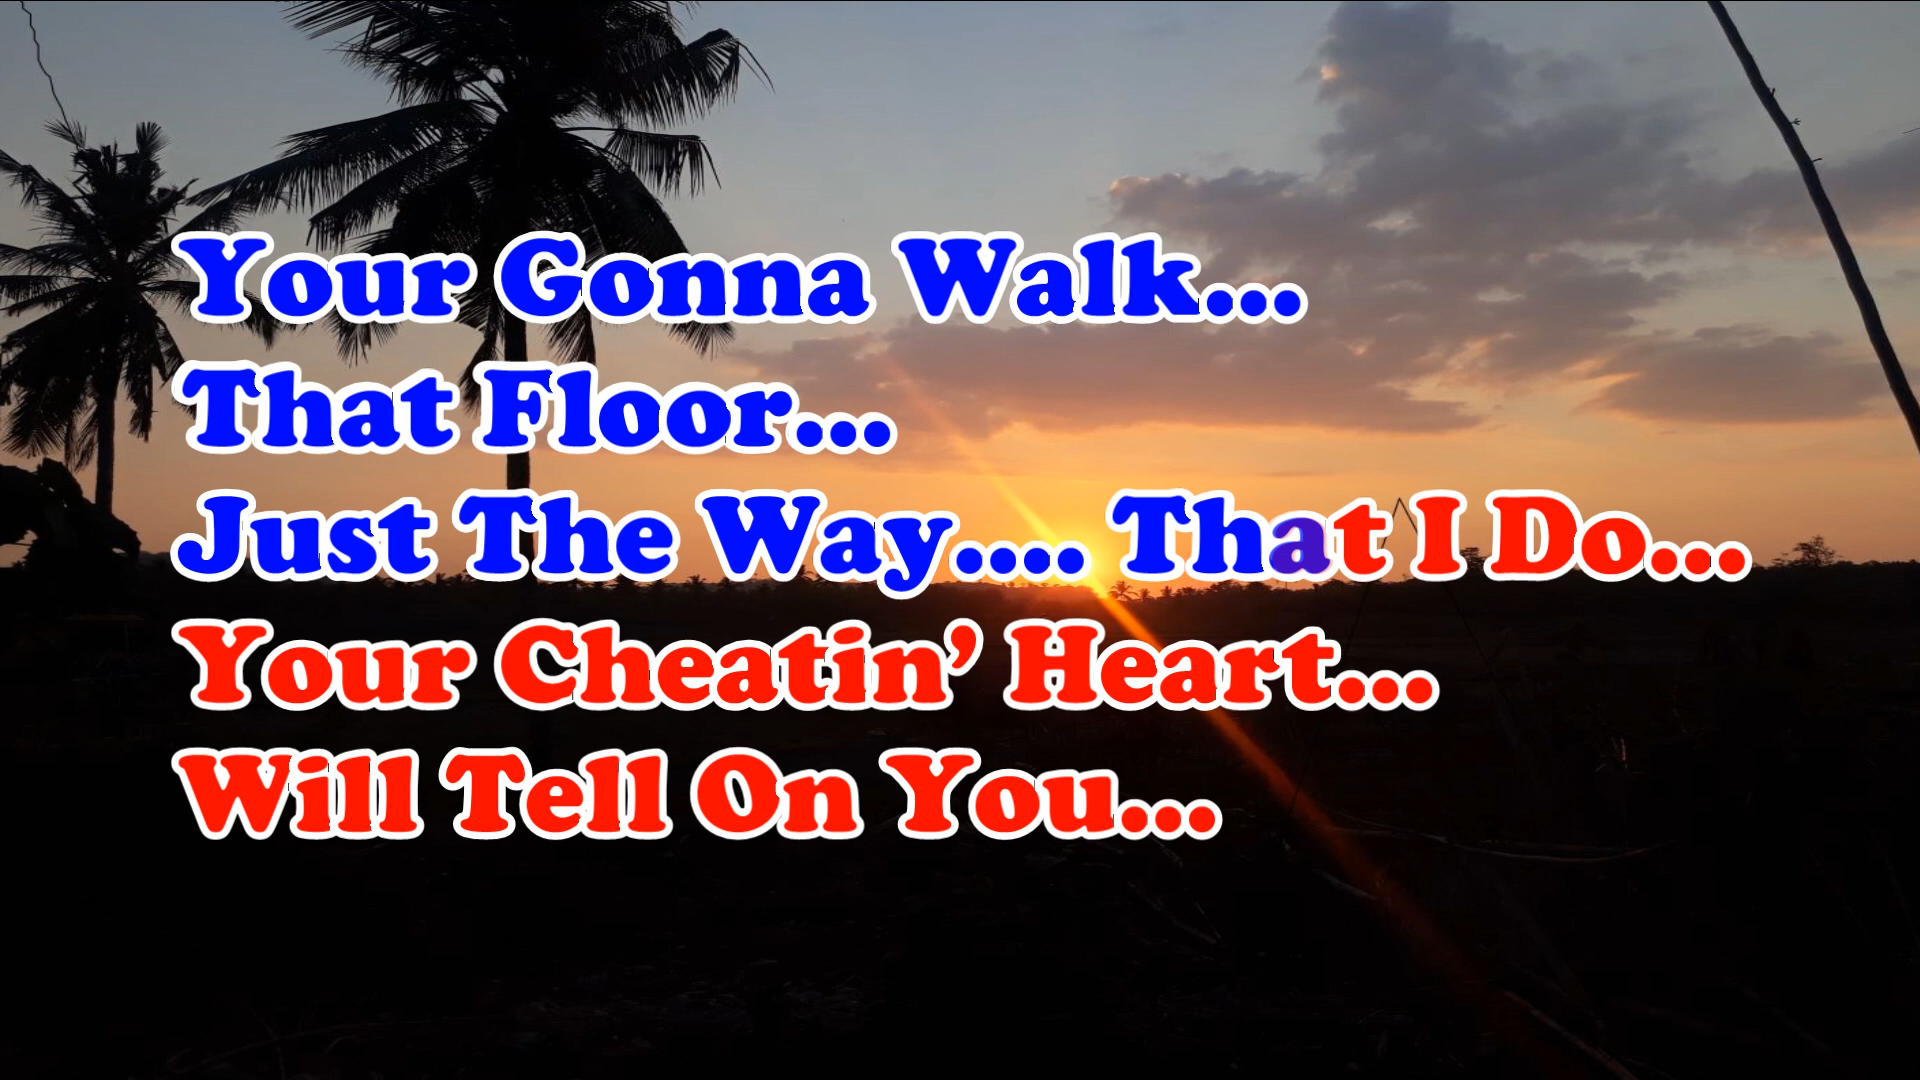 Your Gonna Walk...
That Floor...
Just The Way.... That I Do...
Your Cheatin’ Heart...
Will Tell On You...